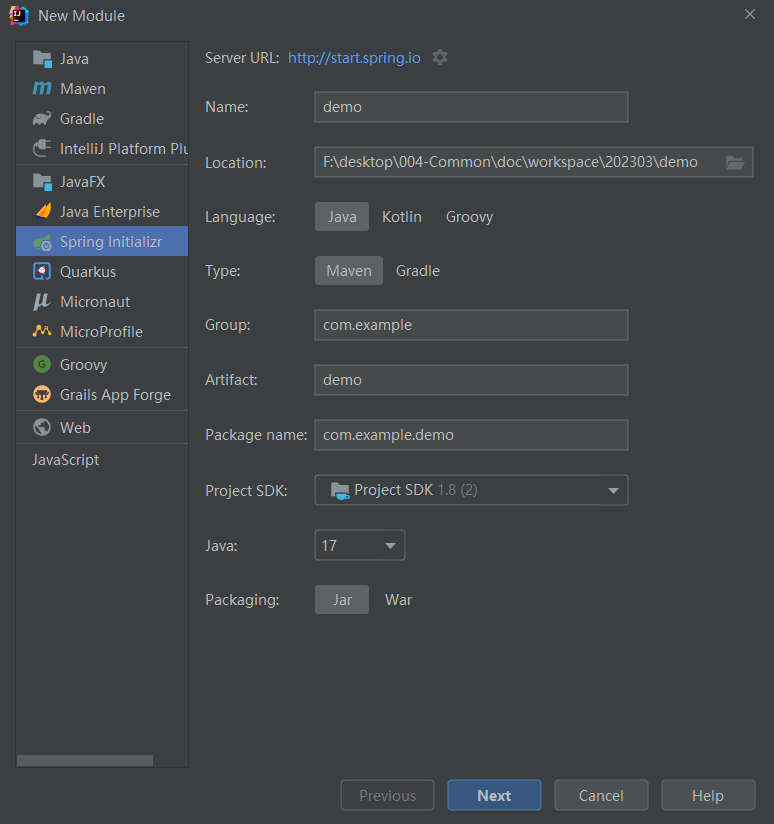 New Module
Java
Maven
Gradle
IntelliJ Platform Plu
JavaFX
Java Enterprise
Spring Initializr
Quarkus
Micronaut
MicroProfile
Groovy
Grails App Forge
Web
JavaScript
Server URL: http://start.spring.io
Name: demo
Location: F:\desktop\004-Common\doc\workspace\202303\demo
Language: Java Kotlin Groovy
Type: Maven Gradle
Group: com.example
Artifact: demo
Package name: com.example.demo
Project SDK: Project SDK 1.8 (2)
Java: 17
Packaging: Jar War
Previous Next Cancel Help